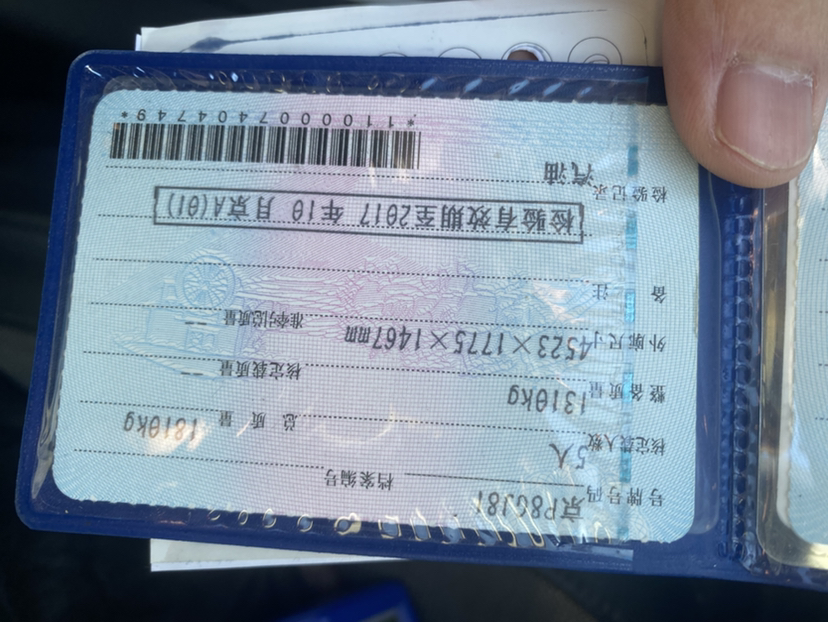 号牌号码 京P8GJ81 档案编号
核定载人数 5人 总质量 1810kg
整备质量 1310kg 核定载质量 --
外廓尺寸 4523×1775×1467mm 准牵引总质量 --
备注
检验有效期至2017年10月京A(01)
检验记录
汽油
*1100007404749*